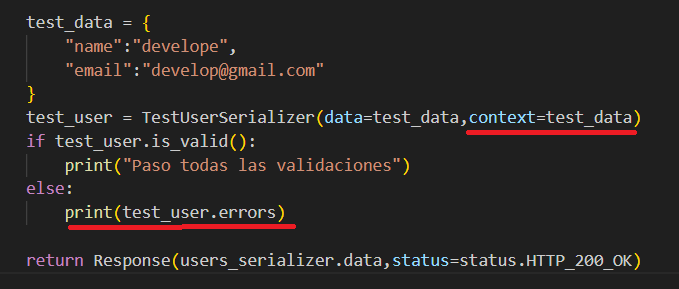 test_data = {
"name":"develope",
"email":"develop@gmail.com"
}
test_user = TestUserSerializer(data=test_data,context=test_data)
if test_user.is_valid():
print("Paso todas las validaciones")
else:
print(test_user.errors)
return Response(users_serializer.data,status=status.HTTP_200_OK)